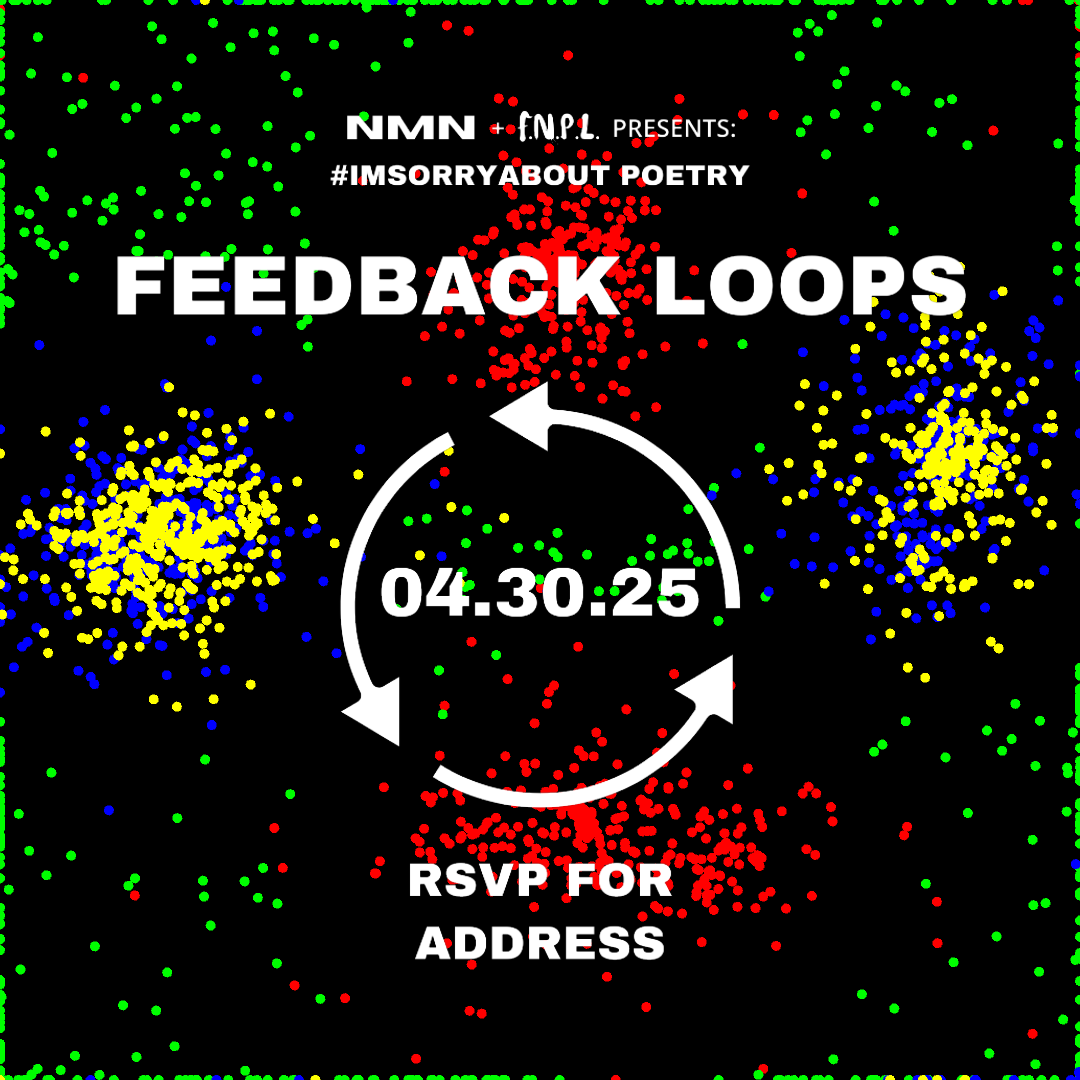 NMN + F.N.P.L. PRESENTS:
#IMSORRYABOUT POETRY
FEEDBACK LOOPS
04.30.25
RSVP FOR
ADDRESS